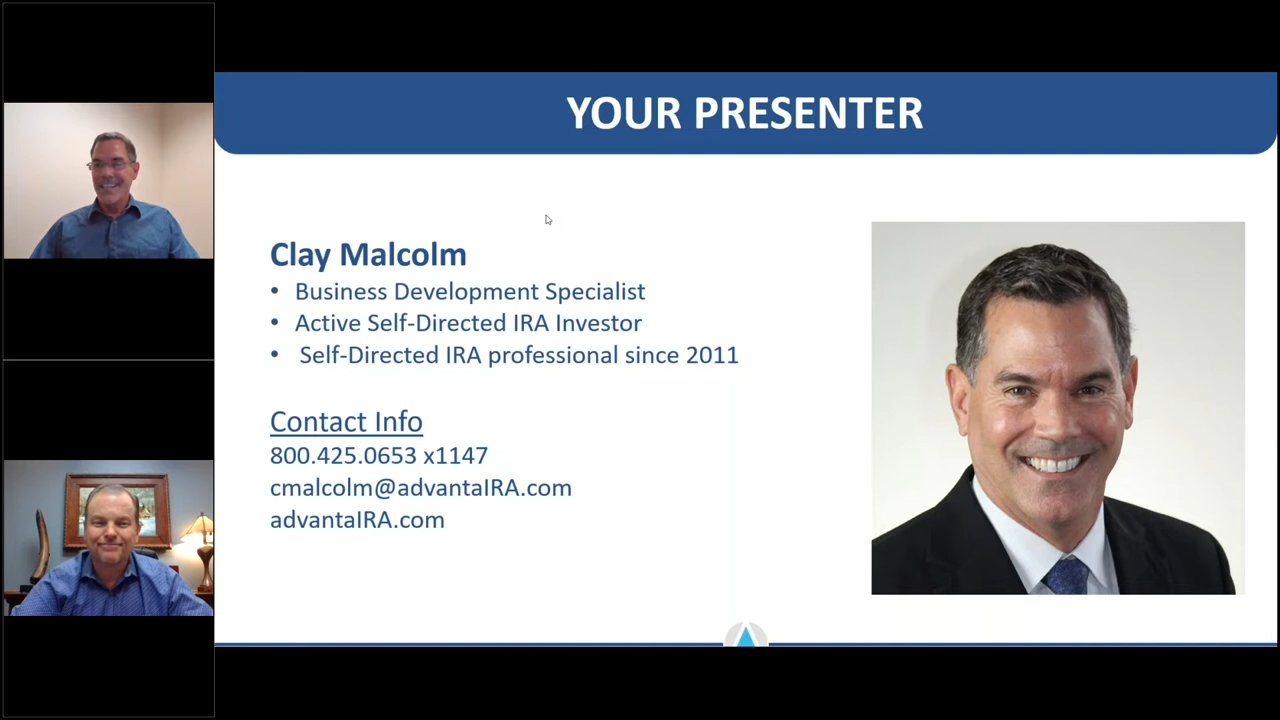 YOUR PRESENTER
Clay Malcolm
• Business Development Specialist
• Active Self-Directed IRA Investor
• Self-Directed IRA professional since 2011
Contact Info
800.425.0653 x1147
cmalcolm@advantaIRA.com
advantaIRA.com